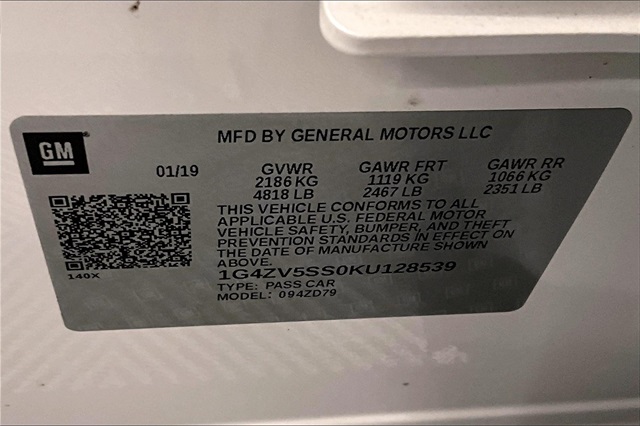 GM
MFD BY GENERAL MOTORS LLC
01/19 GVWR GAWR FRT GAWR RR
2186 KG 1119 KG 1066 KG
4818 LB 2467 LB 2351 LB
THIS VEHICLE CONFORMS TO ALL
APPLICABLE U.S. FEDERAL MOTOR
VEHICLE SAFETY, BUMPER, AND THEFT
PREVENTION STANDARDS IN EFFECT ON
THE DATE OF MANUFACTURE SHOWN
ABOVE.
140X
1G4ZV5SS0KU128539
TYPE: PASS CAR
MODEL: 094ZD79